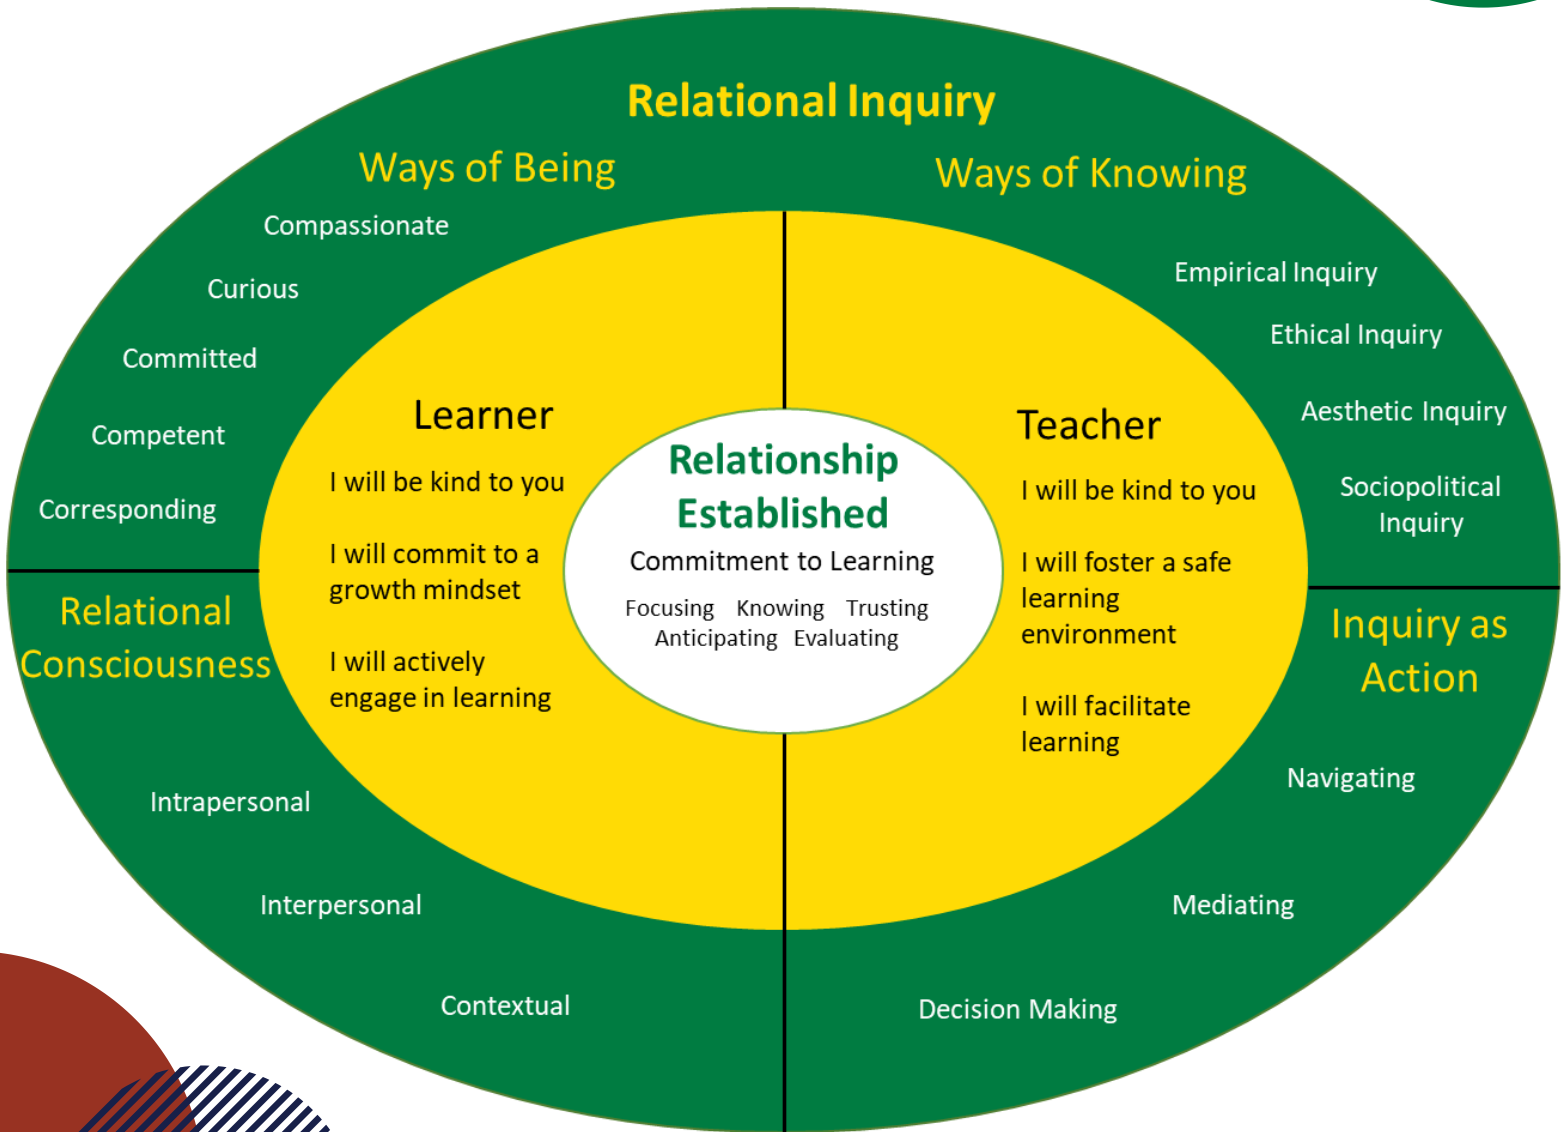 Relational Inquiry
Ways of Being
Compassionate
Curious
Committed
Competent
Corresponding
Ways of Knowing
Empirical Inquiry
Ethical Inquiry
Aesthetic Inquiry
Sociopolitical
Inquiry
Learner
I will be kind to you
I will commit to a
growth mindset
I will actively
engage in learning
Relationship
Established
Commitment to Learning
Focusing Knowing Trusting
Anticipating Evaluating
Teacher
I will be kind to you
I will foster a safe
learning
environment
I will facilitate
learning
Relational
Consciousness
Intrapersonal
Interpersonal
Contextual
Inquiry as
Action
Navigating
Mediating
Decision Making